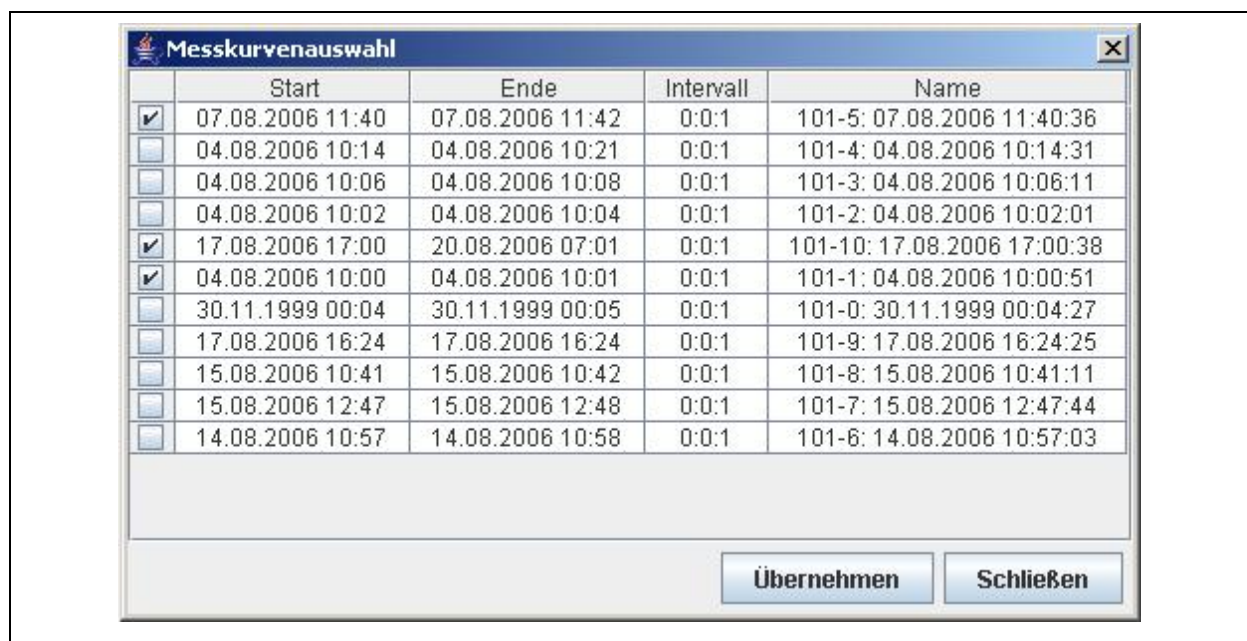 Messkurvenauswahl
Start Ende Intervall Name
07.08.2006 11:40 07.08.2006 11:42 0:0:1 101-5: 07.08.2006 11:40:36
04.08.2006 10:14 04.08.2006 10:21 0:0:1 101-4: 04.08.2006 10:14:31
04.08.2006 10:06 04.08.2006 10:08 0:0:1 101-3: 04.08.2006 10:06:11
04.08.2006 10:02 04.08.2006 10:04 0:0:1 101-2: 04.08.2006 10:02:01
17.08.2006 17:00 20.08.2006 07:01 0:0:1 101-10: 17.08.2006 17:00:38
04.08.2006 10:00 04.08.2006 10:01 0:0:1 101-1: 04.08.2006 10:00:51
30.11.1999 00:04 30.11.1999 00:05 0:0:1 101-0: 30.11.1999 00:04:27
17.08.2006 16:24 17.08.2006 16:24 0:0:1 101-9: 17.08.2006 16:24:25
15.08.2006 10:41 15.08.2006 10:42 0:0:1 101-8: 15.08.2006 10:41:11
15.08.2006 12:47 15.08.2006 12:48 0:0:1 101-7: 15.08.2006 12:47:44
14.08.2006 10:57 14.08.2006 10:58 0:0:1 101-6: 14.08.2006 10:57:03
Übernehmen Schließen